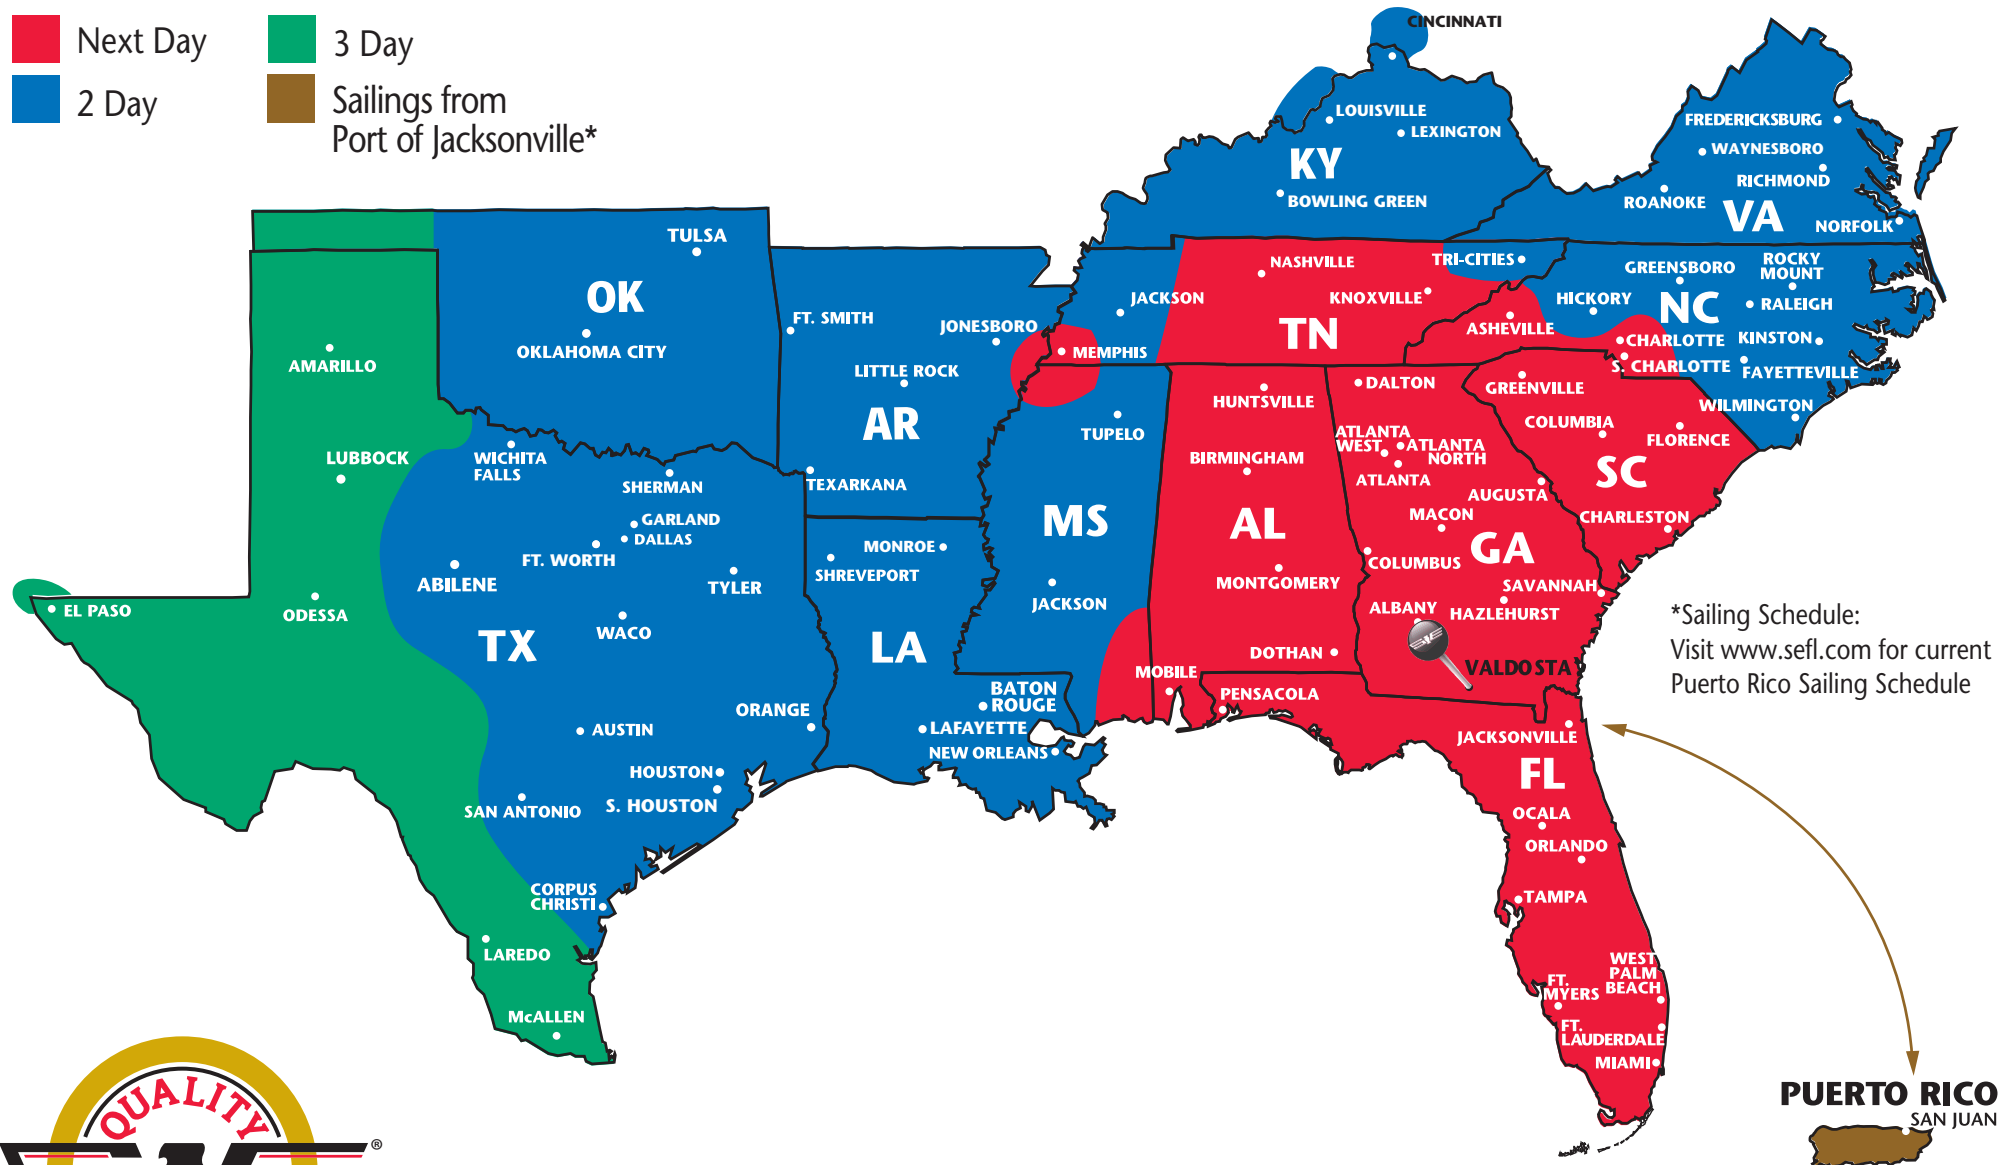 Next Day
2 Day
3 Day
Sailings from
Port of Jacksonville*
CINCINNATI
LOUISVILLE
LEXINGTON
KY
BOWLING GREEN
FREDERICKSBURG
WAYNESBORO
RICHMOND
ROANOKE
VA
NORFOLK
TULSA
OK
OKLAHOMA CITY
AMARILLO
LUBBOCK
WICHITA
FALLS
SHERMAN
GARLAND
DALLAS
FT. WORTH
ABILENE
TYLER
EL PASO
ODESSA
WACO
TX
AUSTIN
ORANGE
HOUSTON
S. HOUSTON
SAN ANTONIO
CORPUS
CHRISTI
LAREDO
McALLEN
FT. SMITH
JONESBORO
LITTLE ROCK
AR
TEXARKANA
MONROE
SHREVEPORT
LA
BATON
ROUGE
LAFAYETTE
NEW ORLEANS
JACKSON
MEMPHIS
NASHVILLE
KNOXVILLE
TRI-CITIES
TN
TUPELO
MS
JACKSON
HUNTSVILLE
BIRMINGHAM
AL
MONTGOMERY
DOTHAN
MOBILE
PENSACOLA
DALTON
ATLANTA
WEST
ATLANTA
NORTH
ATLANTA
AUGUSTA
MACON
GA
COLUMBUS
SAVANNAH
ALBANY
HAZLEHURST
VALDOSTA
GREENSBORO
ROCKY
MOUNT
HICKORY
NC
RALEIGH
ASHEVILLE
CHARLOTTE
KINSTON
S. CHARLOTTE
FAYETTEVILLE
WILMINGTON
GREENVILLE
COLUMBIA
FLORENCE
SC
CHARLESTON
JACKSONVILLE
FL
OCALA
ORLANDO
TAMPA
WEST
PALM
BEACH
FT.
MYERS
FT.
LAUDERDALE
MIAMI
*Sailing Schedule:
Visit www.sefl.com for current
Puerto Rico Sailing Schedule
PUERTO RICO
SAN JUAN
QUALITY
®